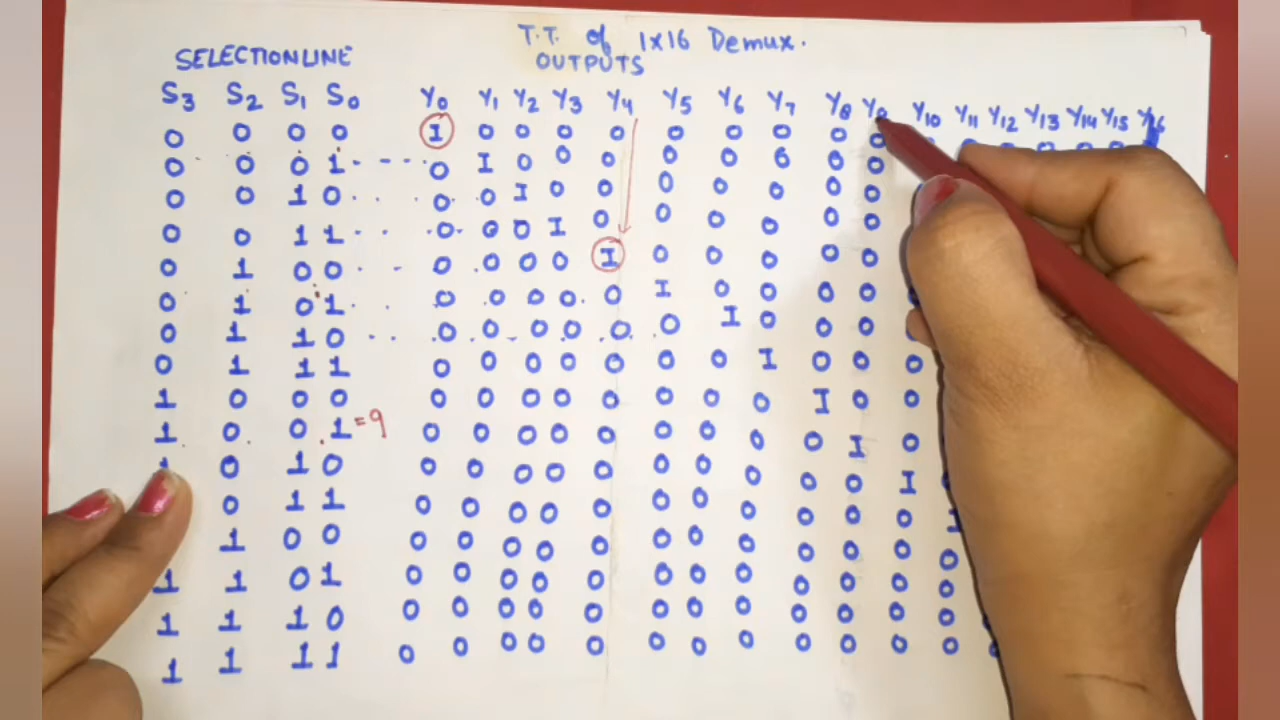 T.T. of 1x16 Demux.
SELECTIONLINE OUTPUTS
S3 S2 S1 S0 Y0 Y1 Y2 Y3 Y4 Y5 Y6 Y7 Y8 Y9 Y10 Y11 Y12 Y13 Y14 Y15
0 0 0 0 I 0 0 0 0 0 0 0 0 0
0 0 0 1 0 I 0 0 0 0 0 0 0 0
0 0 1 0 0 0 I 0 0 0 0 0 0 0
0 0 1 1 0 0 0 I 0 0 0 0 0 0
0 1 0 0 0 0 0 0 I 0 0 0 0 0
0 1 0 1 0 0 0 0 0 I 0 0 0 0
0 1 1 0 0 0 0 0 0 0 I 0 0 0
0 1 1 1 0 0 0 0 0 0 0 I 0 0 0
1 0 0 0 0 0 0 0 0 0 0 0 I 0 0
1 0 0 1 =9 0 0 0 0 0 0 0 0 0 I 0
0 1 0 0 0 0 0 0 0 0 0 0 0 I
0 1 1 0 0 0 0 0 0 0 0 0 0 0
1 0 0 0 0 0 0 0 0 0 0 0 0 0 0
1 1 0 1 0 0 0 0 0 0 0 0 0 0 0 0
1 1 1 0 0 0 0 0 0 0 0 0 0 0 0 0
1 1 1 1 0 0 0 0 0 0 0 0 0 0 0 0